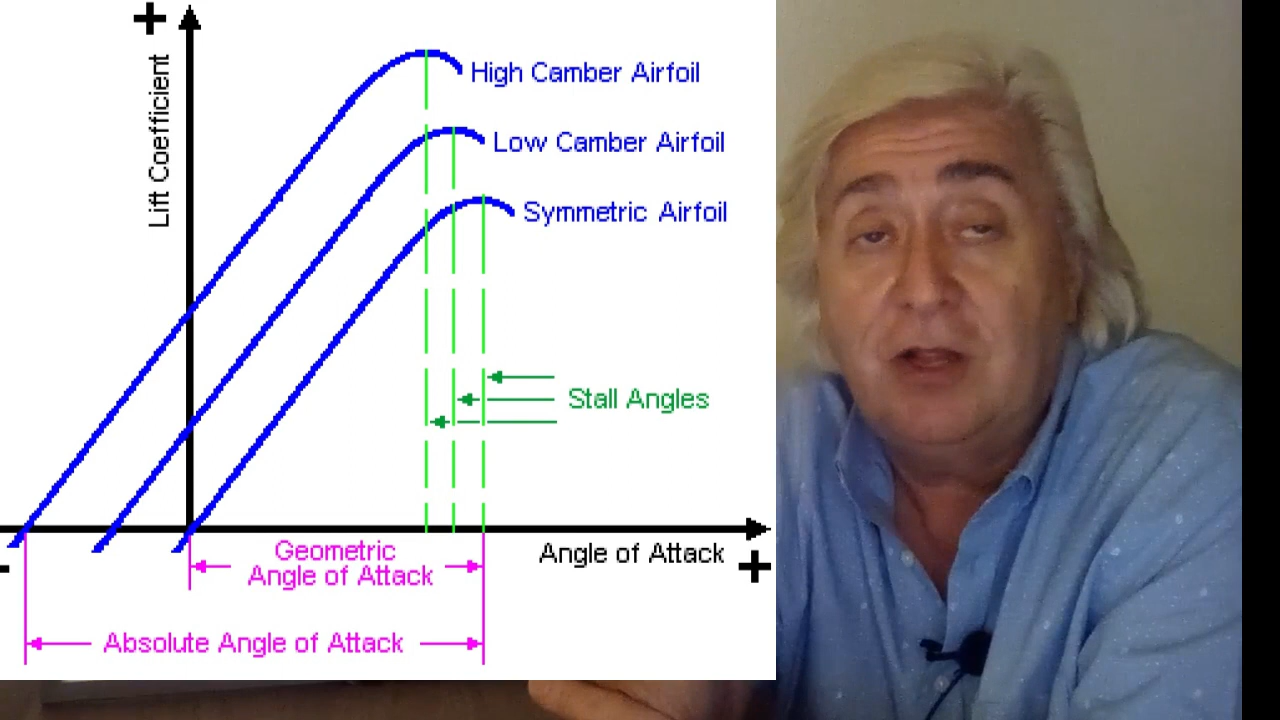 +
Lift Coefficient
High Camber Airfoil
Low Camber Airfoil
Symmetric Airfoil
Stall Angles
Geometric
Angle of Attack
Angle of Attack
-
+
Absolute Angle of Attack